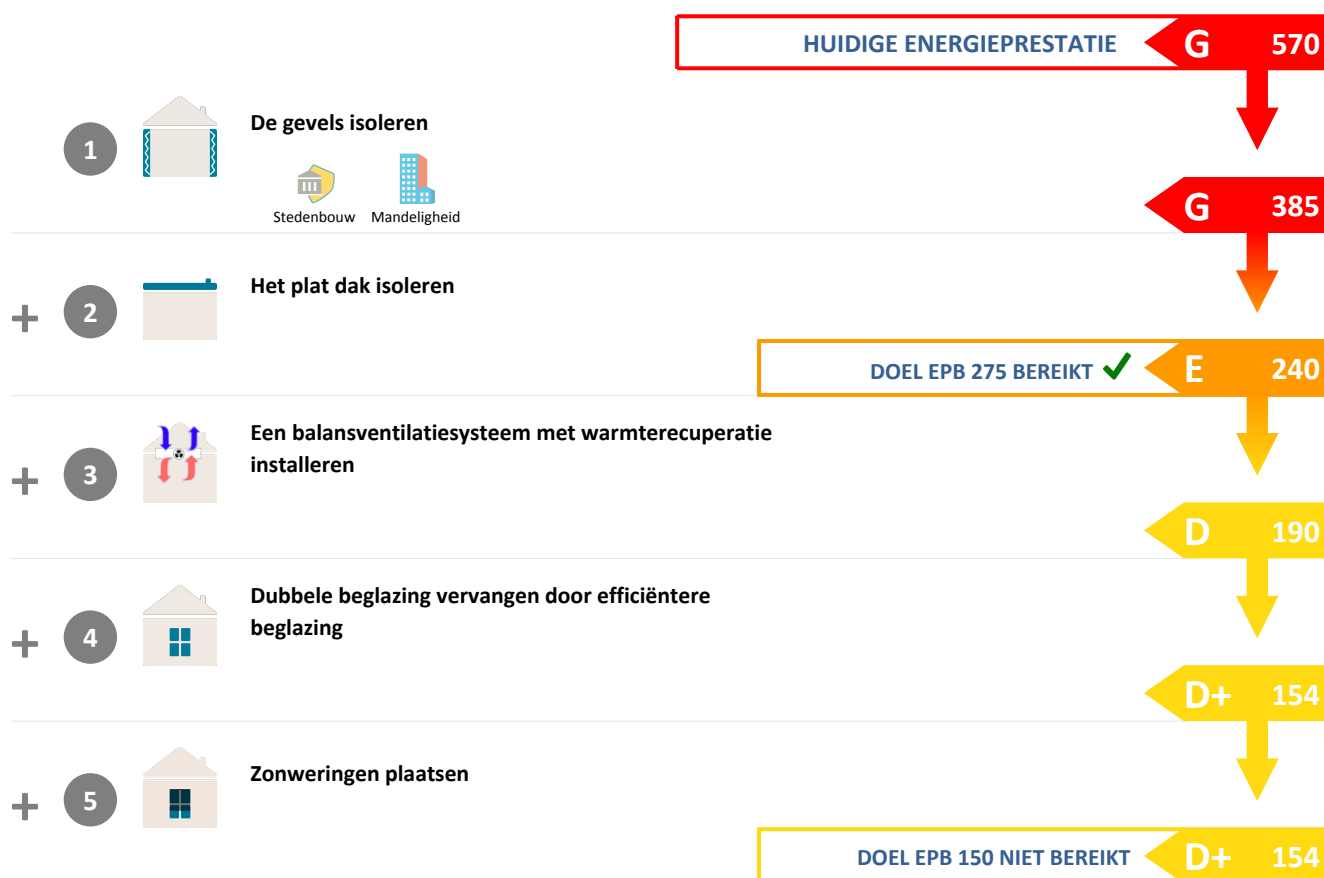 HUIDIGE ENERGIEPRESTATIE G 570
1 De gevels isoleren
Stedenbouw Mandeligheid
G 385
+ 2 Het plat dak isoleren
DOEL EPB 275 BEREIKT E 240
+ 3 Een balansventilatiesysteem met warmterecuperatie
installeren
D 190
+ 4 Dubbele beglazing vervangen door efficiëntere
beglazing
D+ 154
+ 5 Zonweringen plaatsen
DOEL EPB 150 NIET BEREIKT D+ 154